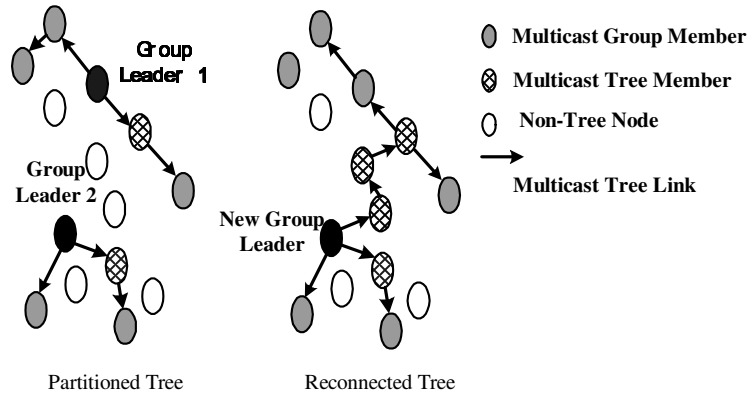 Group
Leader 1
Group
Leader 2
New Group
Leader
Multicast Group Member
Multicast Tree Member
Non-Tree Node
Multicast Tree Link
Partitioned Tree
Reconnected Tree